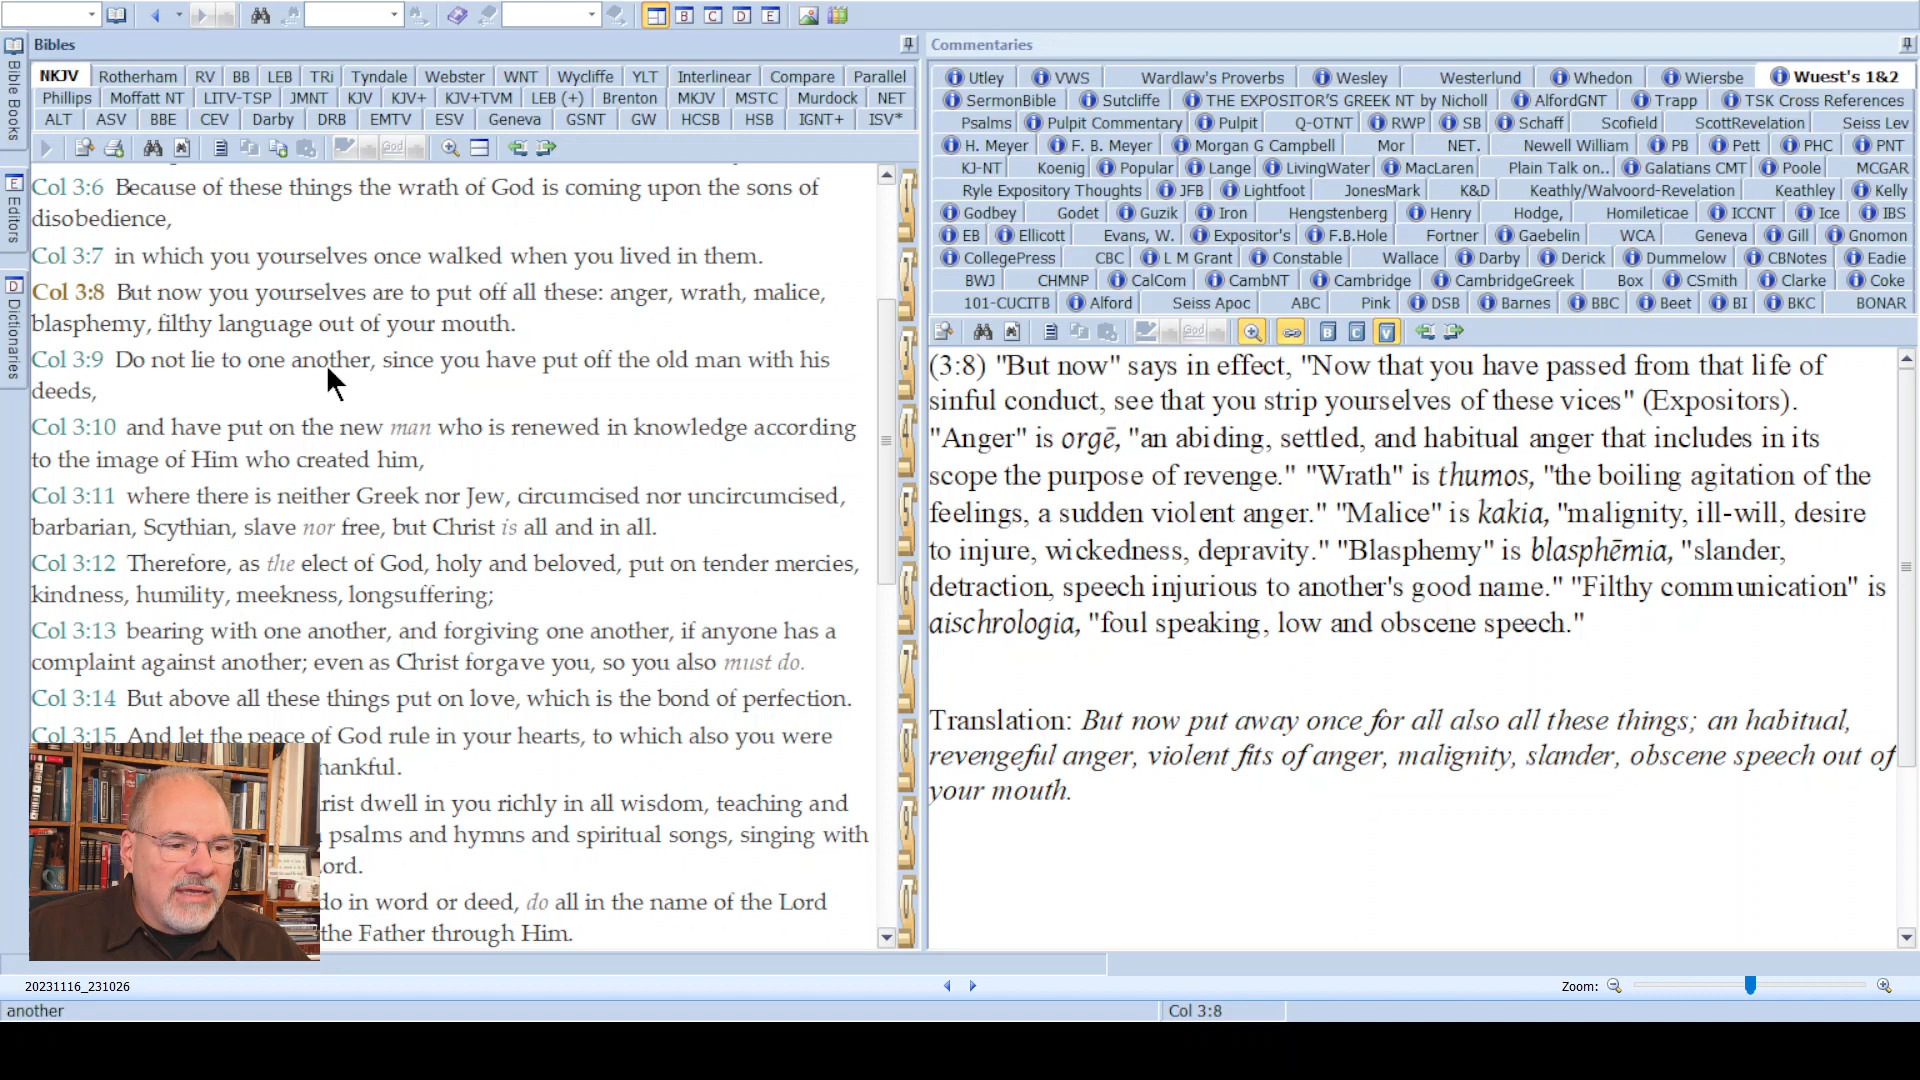 Bibles
NKJV Rotherham RV BB LEB TRi Tyndale Webster WNT Wycliffe YLT Interlinear Compare Parallel
Phillips Moffatt NT LITV-TSP JMNT KJV KJV+ KJV+TVM LEB (+) Brenton MKJV MSTC Murdock NET
ALT ASV BBE CEV Darby DRB EMTV ESV Geneva GSNT GW HCSB HSB IGNT+ ISV*
Bible Books
Editors
Dictionaries
Col 3:6 Because of these things the wrath of God is coming upon the sons of
disobedience,
Col 3:7 in which you yourselves once walked when you lived in them.
Col 3:8 But now you yourselves are to put off all these: anger, wrath, malice,
blasphemy, filthy language out of your mouth.
Col 3:9 Do not lie to one another, since you have put off the old man with his
deeds,
Col 3:10 and have put on the new man who is renewed in knowledge according
to the image of Him who created him,
Col 3:11 where there is neither Greek nor Jew, circumcised nor uncircumcised,
barbarian, Scythian, slave nor free, but Christ is all and in all.
Col 3:12 Therefore, as the elect of God, holy and beloved, put on tender mercies,
kindness, humility, meekness, longsuffering;
Col 3:13 bearing with one another, and forgiving one another, if anyone has a
complaint against another; even as Christ forgave you, so you also must do.
Col 3:14 But above all these things put on love, which is the bond of perfection.
Col 3:15 And let the peace of God rule in your hearts, to which also you were
hankful.
rist dwell in you richly in all wisdom, teaching and
psalms and hymns and spiritual songs, singing with
ord.
do in word or deed, do all in the name of the Lord
the Father through Him.
Commentaries
Utley VWS Wardlaw's Proverbs Wesley Westerlund Whedon Wiersbe Wuest's 1&2
SermonBible Sutcliffe THE EXPOSITOR'S GREEK NT by Nicholl AlfordGNT Trapp TSK Cross References
Psalms Pulpit Commentary Pulpit Q-OTNT RWP SB Schaff Scofield ScottRevelation Seiss Lev
H. Meyer F. B. Meyer Morgan G Campbell Mor NET. Newell William PB Pett PHC PNT
KJ-NT Koenig Popular Lange LivingWater MacLaren Plain Talk on.. Galatians CMT Poole MCGAR
Ryle Expository Thoughts JFB Lightfoot JonesMark K&D Keathly/Walvoord-Revelation Keathley Kelly
Godbey Godet Guzik Iron Hengstenberg Henry Hodge, Homileticae ICCNT Ice IBS
EB Ellicott Evans, W. Expositor's F.B.Hole Fortner Gaebelin WCA Geneva Gill Gnomon
CollegePress CBC L M Grant Constable Wallace Darby Derick Dummelow CBNotes Eadie
BWJ CHMNP CalCom CambNT Cambridge CambridgeGreek Box CSmith Clarke Coke
101-CUCITB Alford Seiss Apoc ABC Pink DSB Barnes BBC Beet BI BKC BONAR
(3:8) "But now" says in effect, "Now that you have passed from that life of
sinful conduct, see that you strip yourselves of these vices" (Expositors).
"Anger" is orgē, "an abiding, settled, and habitual anger that includes in its
scope the purpose of revenge." "Wrath" is thumos, "the boiling agitation of the
feelings, a sudden violent anger." "Malice" is kakia, "malignity, ill-will, desire
to injure, wickedness, depravity." "Blasphemy" is blasphēmia, "slander,
detraction, speech injurious to another's good name." "Filthy communication" is
aischrologia, "foul speaking, low and obscene speech."
Translation: But now put away once for all also all these things; an habitual,
revengeful anger, violent fits of anger, malignity, slander, obscene speech out of
your mouth.
20231116_231026
Zoom:
another
Col 3:8